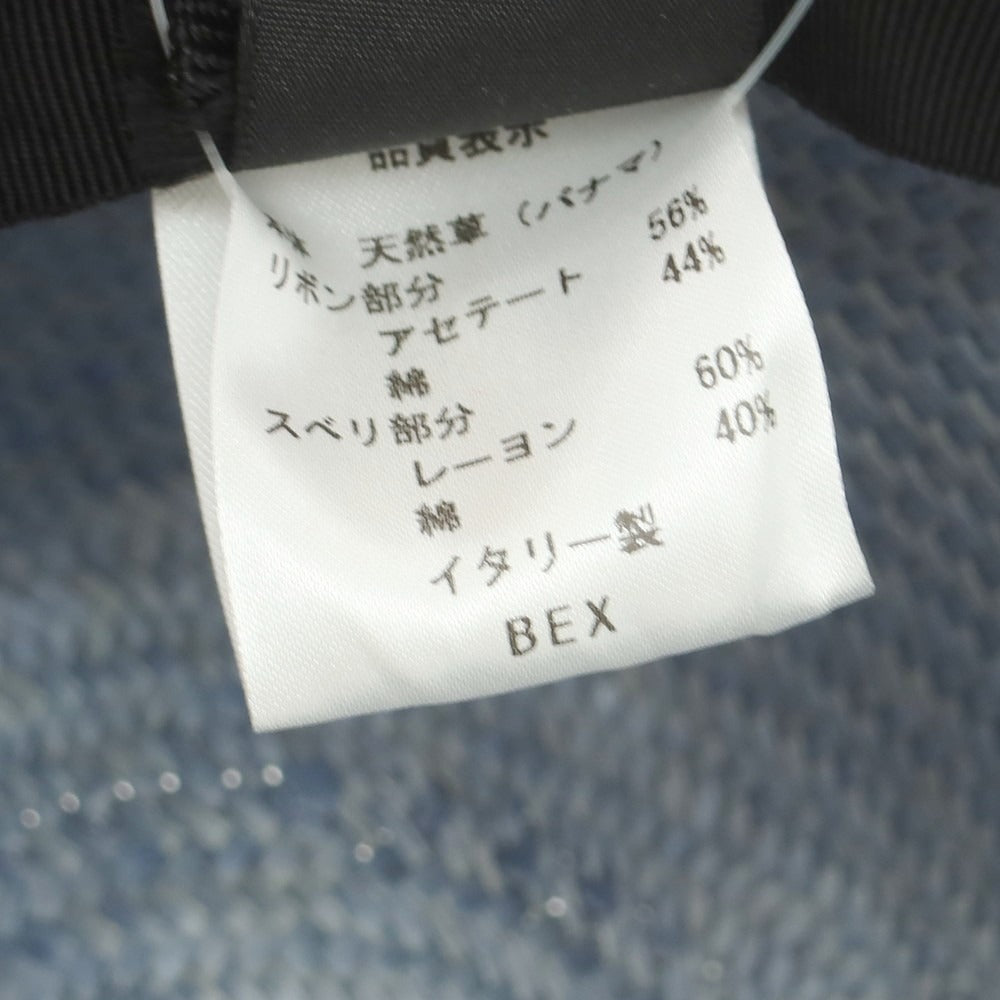 品質表示
天然草（パナマ）
リボン部分
アセテート 56%
綿 44%
スベリ部分
レーヨン 60%
綿 40%
イタリー製
BEX